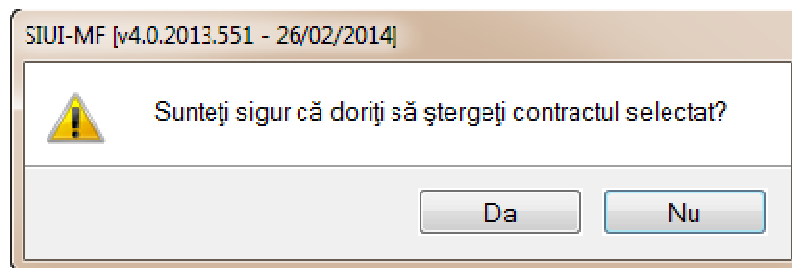 SIUI-MF [v4.0.2013.551 - 26/02/2014]
Sunteţi sigur că doriţi să ştergeţi contractul selectat?
Da
Nu